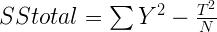 SStotal = ∑ Y² − T²/N